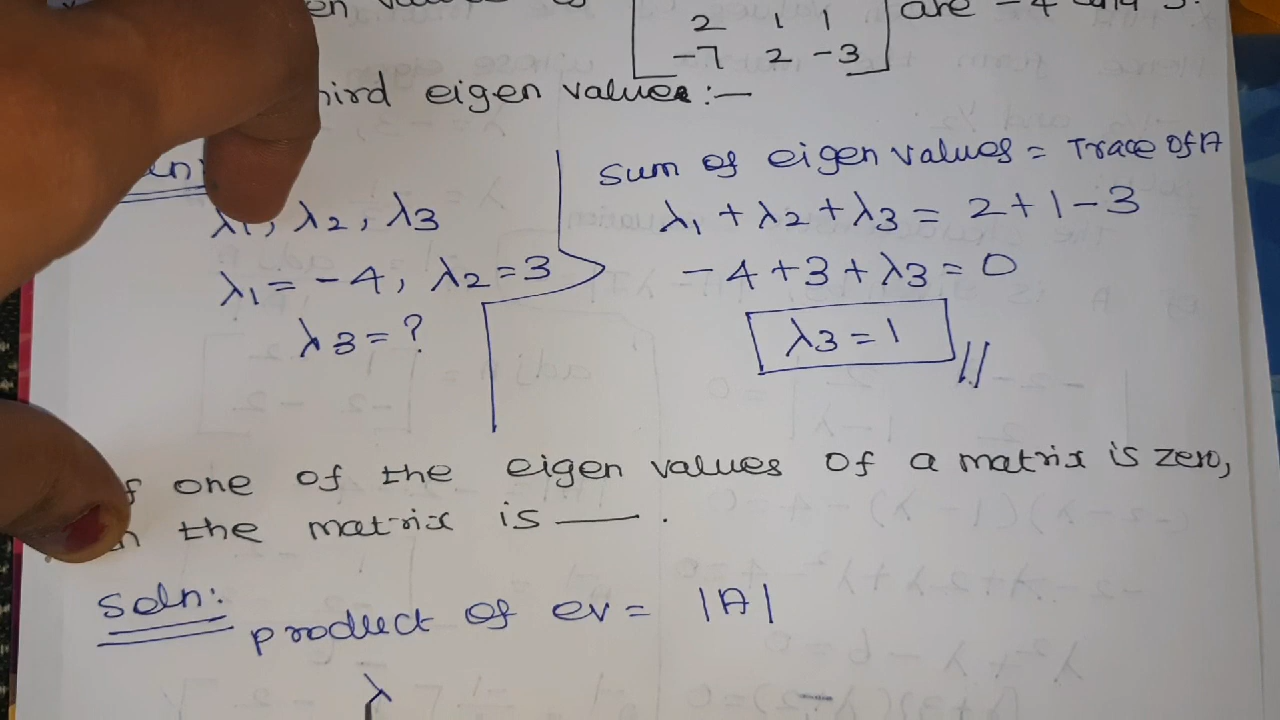 2 1 1
are -4
-7 2 -3
eigen values :-
Sum of eigen values = Trace of A
λ1, λ2, λ3
λ1 + λ2 + λ3 = 2+1-3
λ1 = -4, λ2 = 3
-4+3+λ3 = 0
λ3 = ?
λ3 = 1 //
one of the eigen values of a matrix is zero,
the matrix is —— .
Soln:
product of ev = |A|
λ